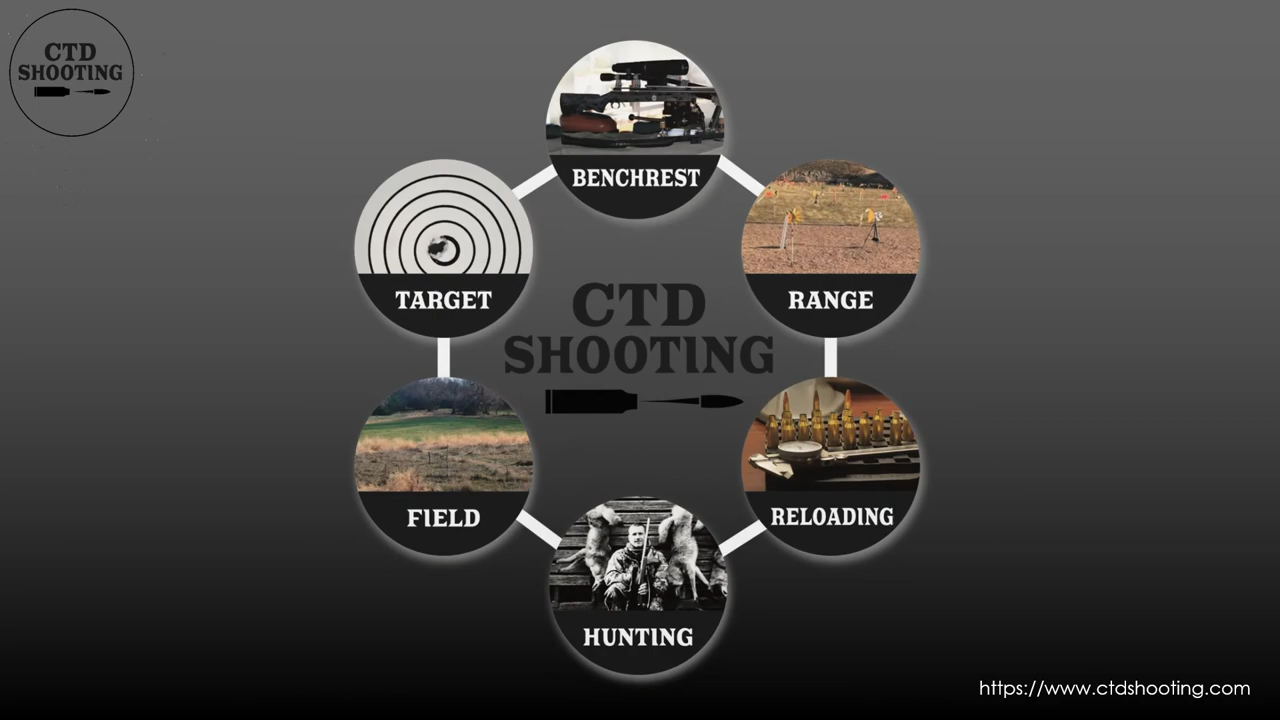 CTD
SHOOTING
BENCHREST
TARGET
RANGE
CTD
SHOOTING
FIELD
RELOADING
HUNTING
https://www.ctdshooting.com